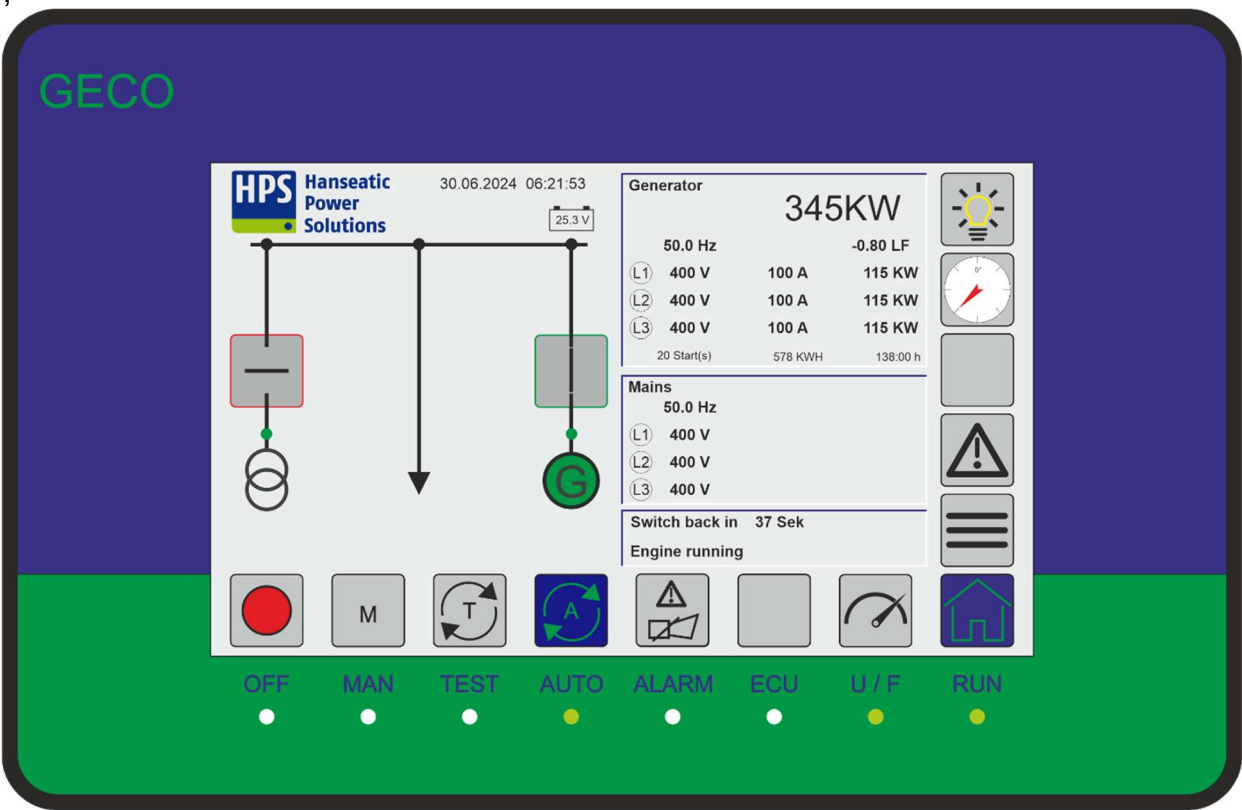 ,
GECO
HPS Hanseatic
Power
Solutions
30.06.2024 06:21:53
25.3 V
G
Generator
345KW
50.0 Hz -0.80 LF
L1 400 V 100 A 115 KW
L2 400 V 100 A 115 KW
L3 400 V 100 A 115 KW
20 Start(s) 578 KWH 138:00 h
Mains
50.0 Hz
L1 400 V
L2 400 V
L3 400 V
Switch back in 37 Sek
Engine running
0°
M T A
OFF MAN TEST AUTO ALARM ECU U / F RUN